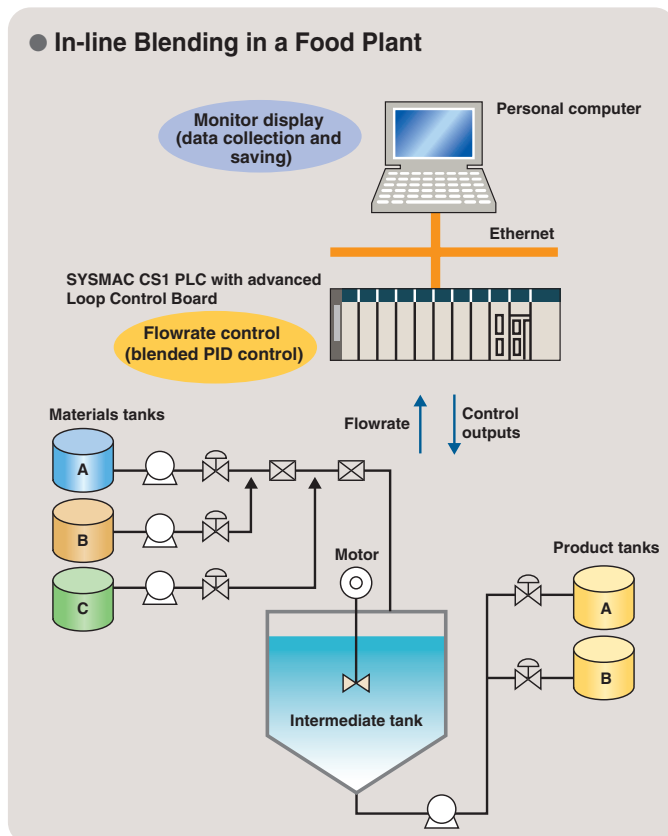 In-line Blending in a Food Plant
Monitor display
(data collection and
saving)
Personal computer
Ethernet
SYSMAC CS1 PLC with advanced
Loop Control Board
Flowrate control
(blended PID control)
Flowrate
Control
outputs
Materials tanks
A
B
C
Motor
Product tanks
A
B
Intermediate tank